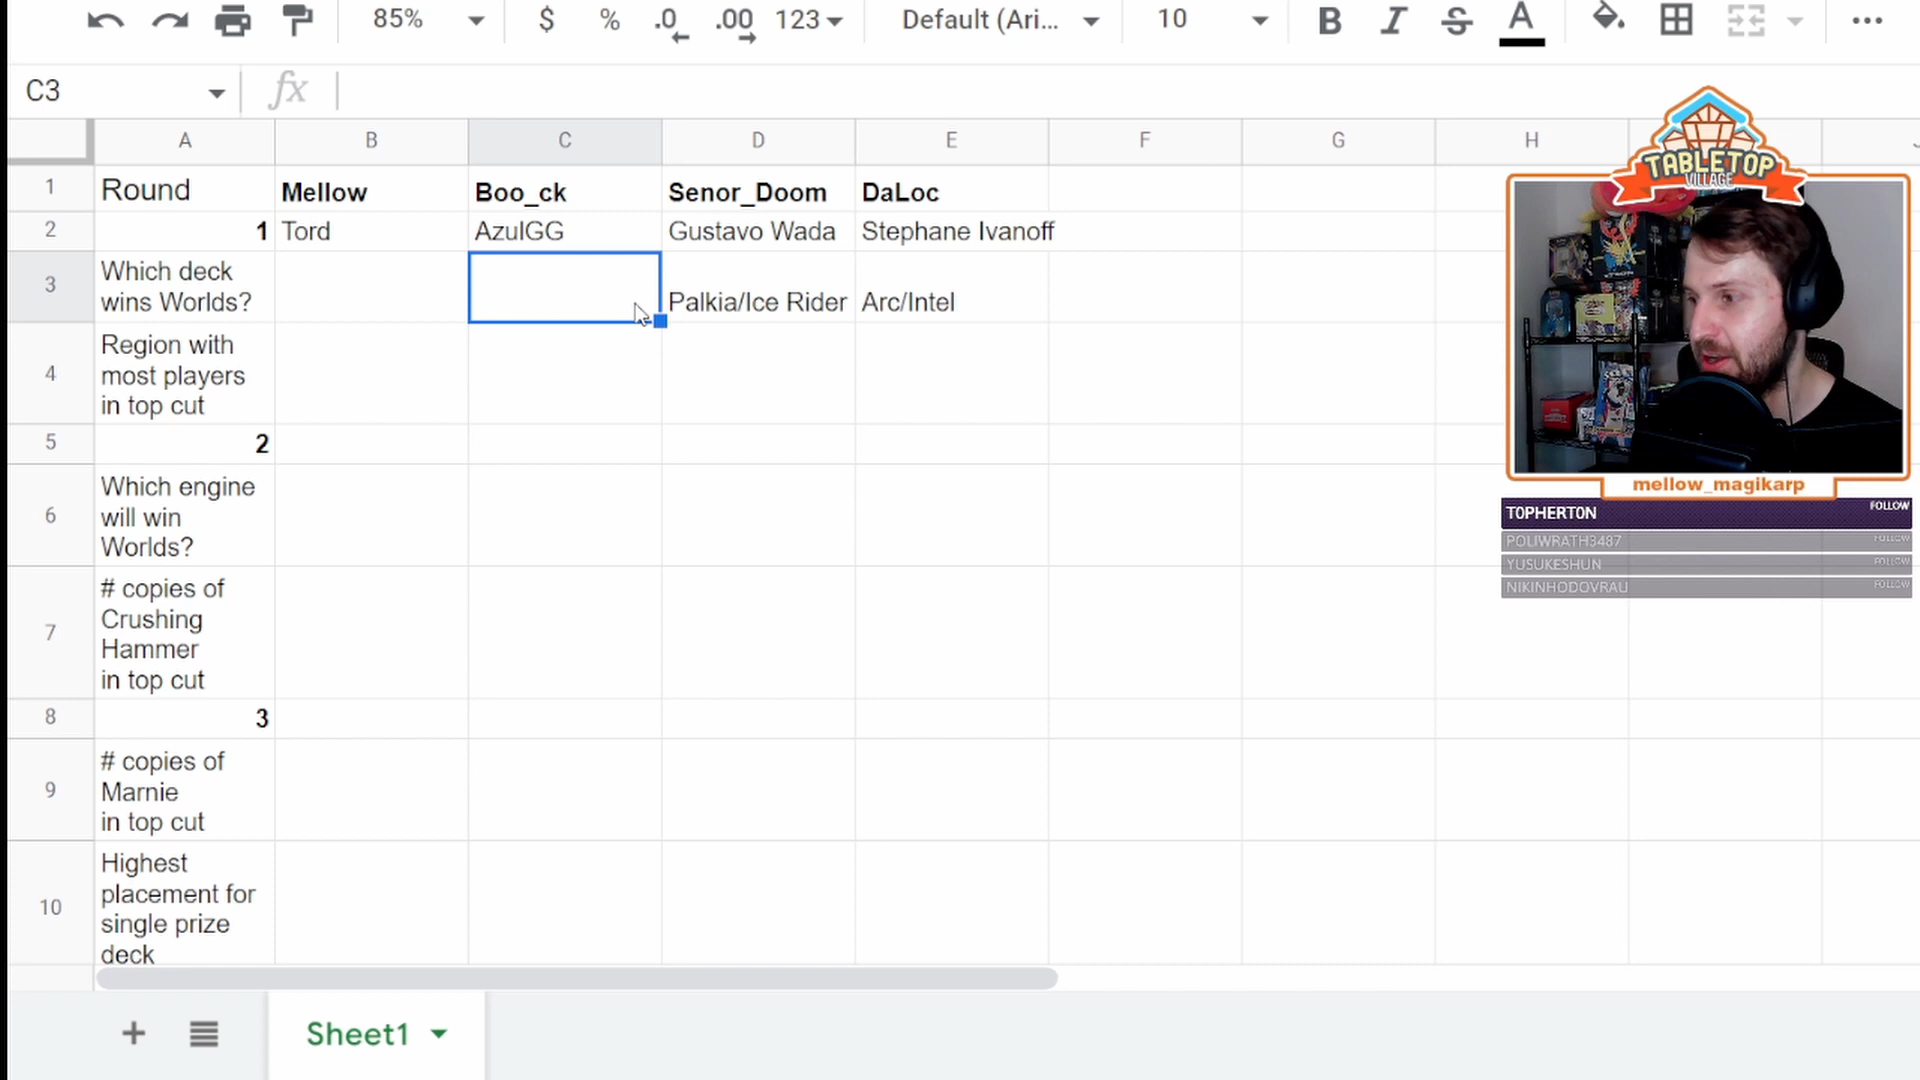 85%
$ % .0 .00 123
Default (Ari...
10
B I S A
C3
fx
A B C D E F G H
1 Round Mellow Boo_ck Senor_Doom DaLoc
2 1 Tord AzulGG Gustavo Wada Stephane Ivanoff
3 Which deck
wins Worlds?
Palkia/Ice Rider Arc/Intel
4 Region with
most players
in top cut
5 2
6 Which engine
will win
Worlds?
7 # copies of
Crushing
Hammer
in top cut
8 3
9 # copies of
Marnie
in top cut
10 Highest
placement for
single prize
deck
Sheet1
TABLETOP
VILLAGE
mellow_magikarp
T0PHERT0N FOLLOW
POLIWRATH3487 FOLLOW
YUSUKESHUN FOLLOW
NIKINHODOVRAU FOLLOW